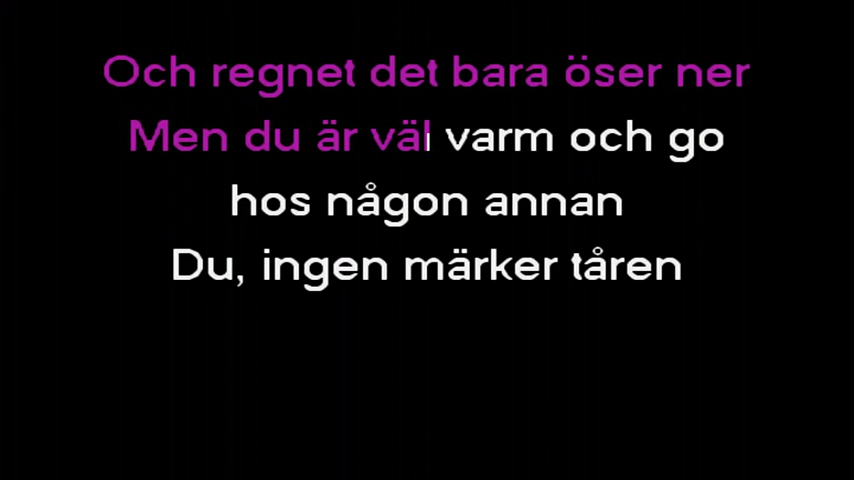 Och regnet det bara öser ner
Men du är väl varm och go
hos någon annan
Du, ingen märker tåren